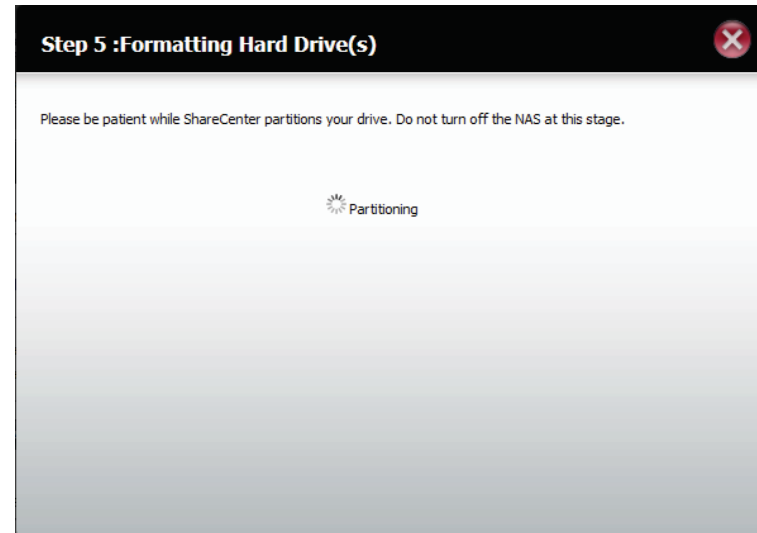 Step 5 :Formatting Hard Drive(s)
Please be patient while ShareCenter partitions your drive. Do not turn off the NAS at this stage.
Partitioning